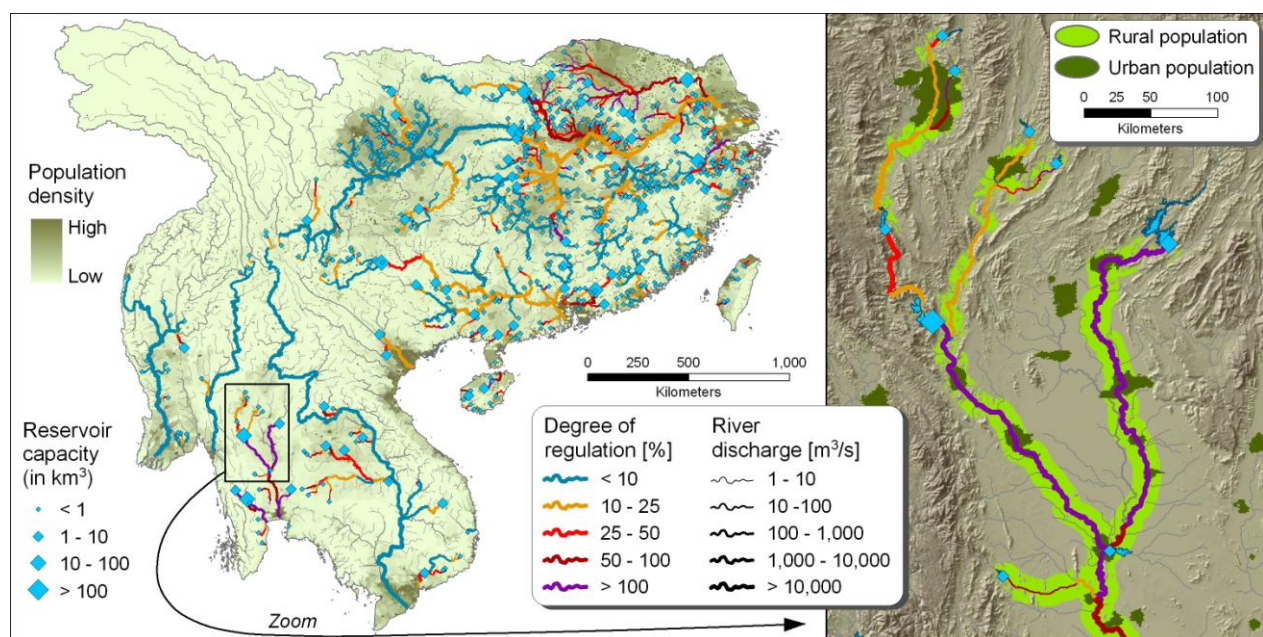 Population
density
High
Low
Reservoir
capacity
(in km³)
< 1
1 - 10
10 - 100
> 100
Zoom
0 500 1,000
Kilometers
Degree of
regulation [%]
< 10
10 - 25
25 - 50
50 - 100
> 100
River
discharge [m³/s]
1 - 10
10 -100
100 - 1,000
1,000 - 10,000
> 10,000
Rural population
Urban population
0 25 50 100
Kilometers